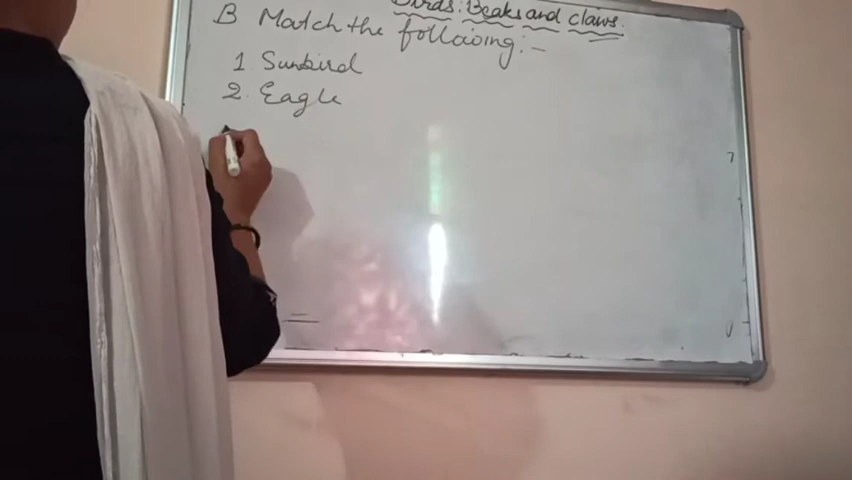 Birds: Beaks and claws.
B Match the following:-
1 Sunbird
2. Eagle